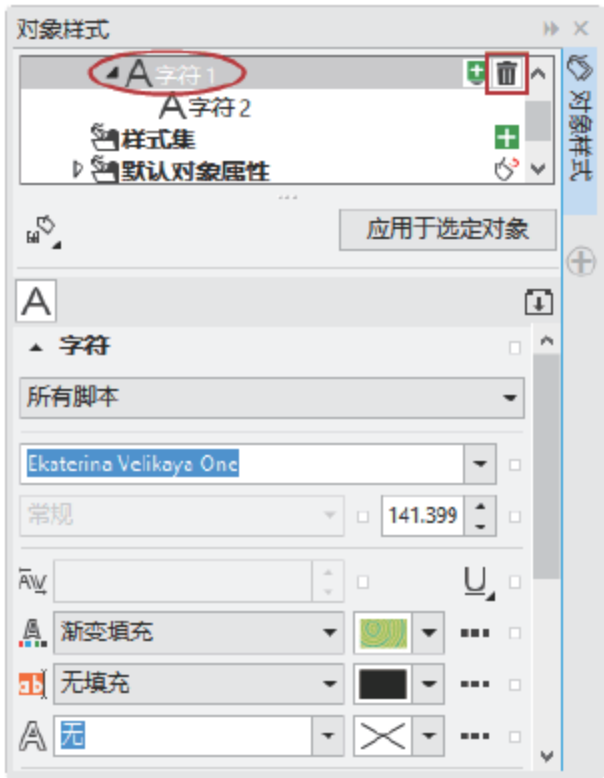 对象样式
字符 1
字符 2
样式集
默认对象属性
对象样式
应用于选定对象
A
字符
所有脚本
Ekaterina Velikaya One
常规
141.399
AV
U
A
渐变填充
ab
无填充
A
无